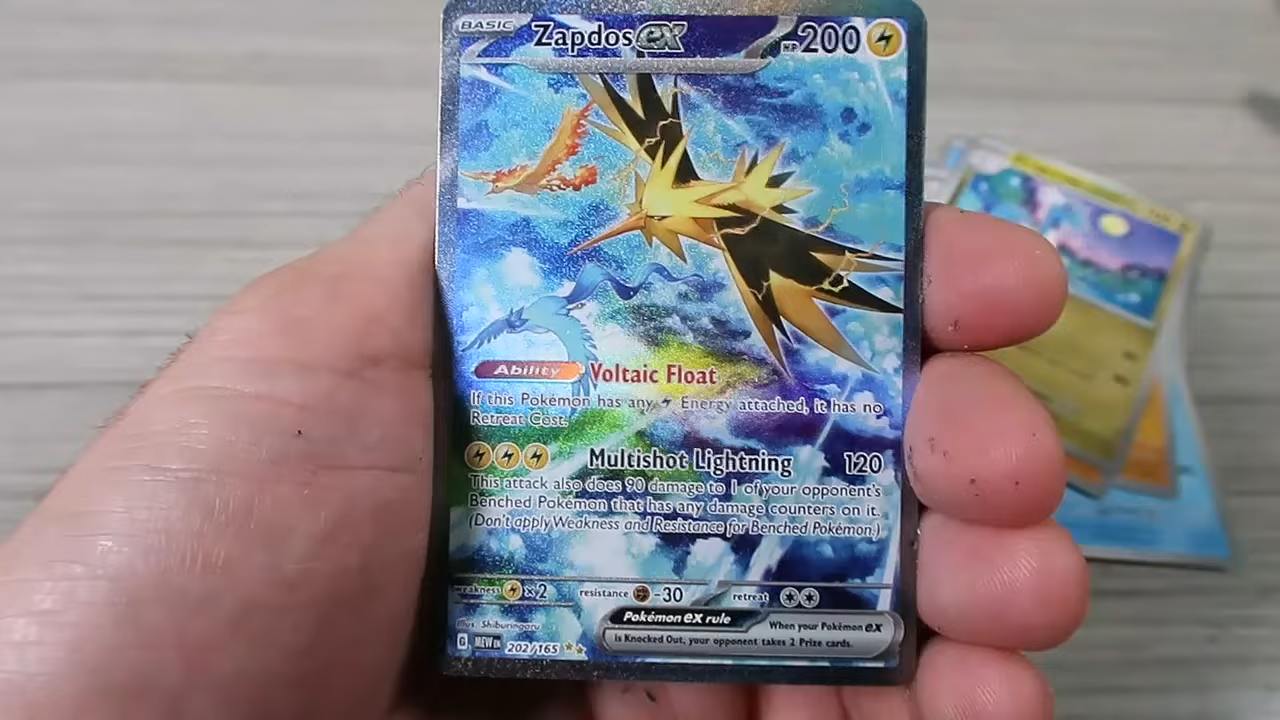 BASIC Zapdos ex HP 200
Ability Voltaic Float
If this Pokémon has any Energy attached, it has no
Retreat Cost.
Multishot Lightning 120
This attack also does 90 damage to 1 of your opponent's
Benched Pokémon that has any damage counters on it.
(Don't apply Weakness and Resistance for Benched Pokémon.)
weakness ×2 resistance -30 retreat
Illus. Shiburingaru
Pokémon ex rule When your Pokémon ex
is Knocked Out, your opponent takes 2 Prize cards.
G MEW EN 202/165